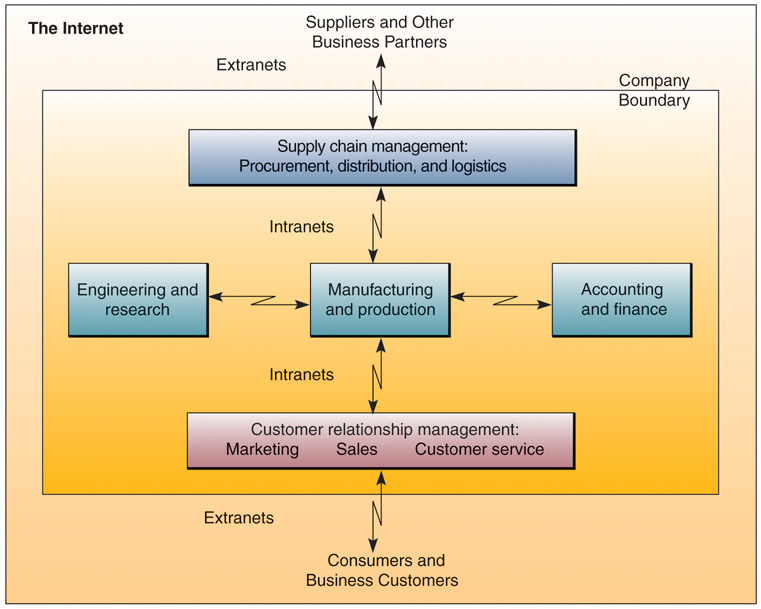 The Internet
Suppliers and Other
Business Partners
Extranets
Company
Boundary
Supply chain management:
Procurement, distribution, and logistics
Intranets
Engineering and
research
Manufacturing
and production
Accounting
and finance
Intranets
Customer relationship management:
Marketing Sales Customer service
Extranets
Consumers and
Business Customers